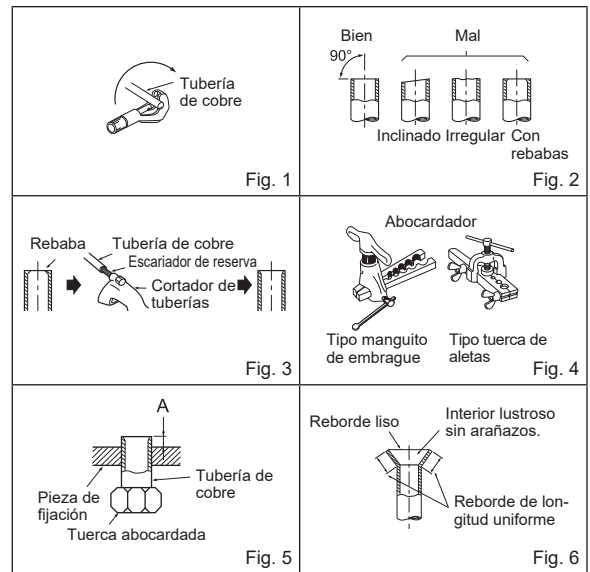 Tubería
de cobre
Fig. 1
Bien
Mal
90°
Inclinado
Irregular
Con
rebabas
Fig. 2
Rebaba
Tubería de cobre
Escariador de reserva
Cortador de
tuberías
Fig. 3
Abocardador
Tipo manguito
de embrague
Tipo tuerca de
aletas
Fig. 4
A
Tubería de
cobre
Pieza de
fijación
Tuerca abocardada
Fig. 5
Reborde liso
Interior lustroso
sin arañazos.
Reborde de lon-
gitud uniforme
Fig. 6